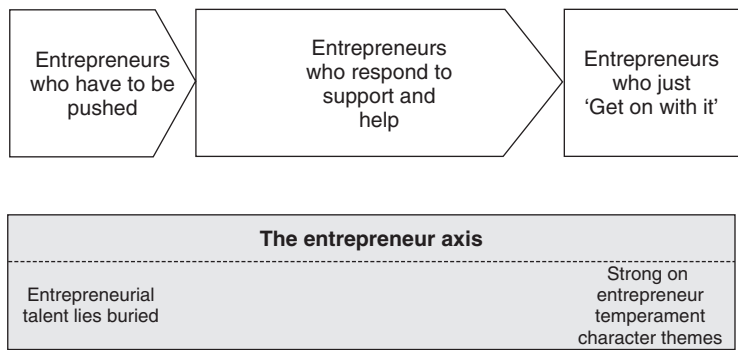 Entrepreneurs
who have to be
pushed
Entrepreneurs
who respond to
support and
help
Entrepreneurs
who just
‘Get on with it’
The entrepreneur axis
Entrepreneurial
talent lies buried
Strong on
entrepreneur
temperament
character themes